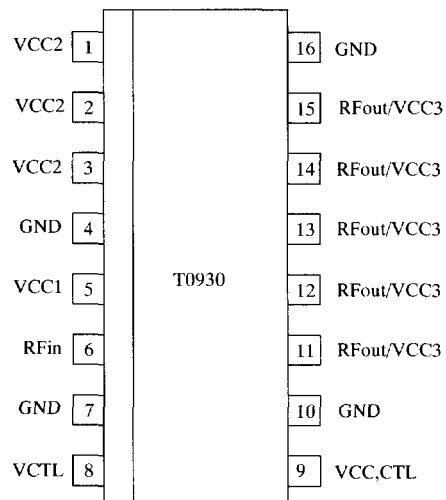 VCC2 1 16 GND
VCC2 2 15 RFout/VCC3
VCC2 3 14 RFout/VCC3
GND 4 13 RFout/VCC3
T0930
VCC1 5 12 RFout/VCC3
RFin 6 11 RFout/VCC3
GND 7 10 GND
VCTL 8 9 VCC,CTL